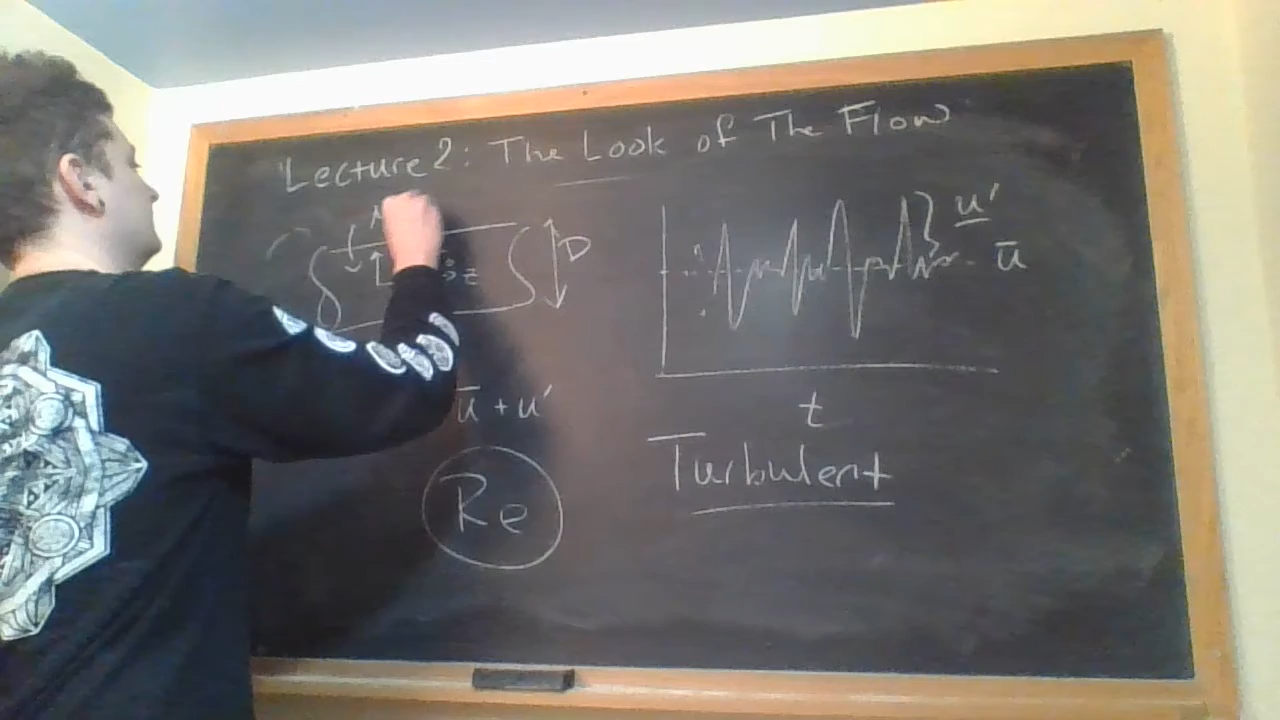 Lecture 2: The Look of The Flow
D
z
u'
ū
ū + u'
t
Re
Turbulent